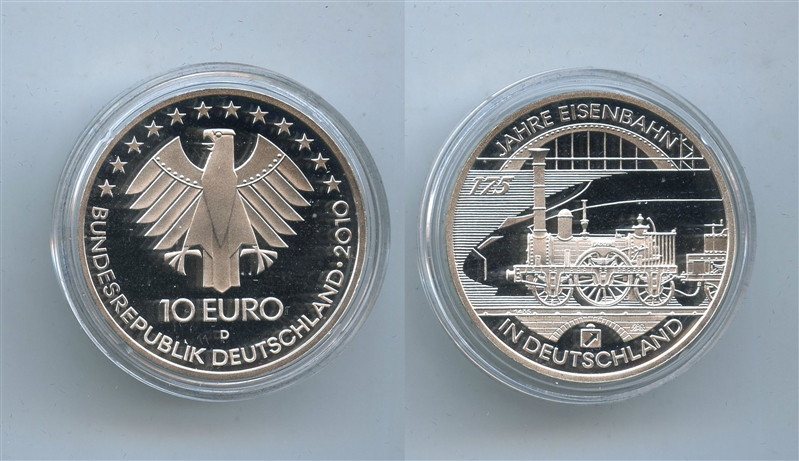 BUNDESREPUBLIK DEUTSCHLAND · 2010
10 EURO
D
175
JAHRE EISENBAHN
IN DEUTSCHLAND